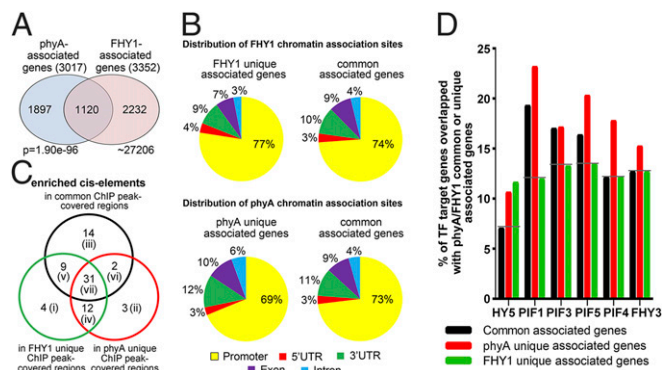 A
phyA-
associated
genes (3017)
FHY1-
associated
genes (3352)
1897
1120
2232
p=1.90e-96
~27206
B
Distribution of FHY1 chromatin association sites
FHY1 unique
associated genes
common
associated genes
7%
3%
9%
4%
77%
9%
4%
10%
3%
74%
Distribution of phyA chromatin association sites
phyA unique
associated genes
common
associated genes
10%
6%
12%
3%
69%
9%
4%
11%
3%
73%
Promoter
5'UTR
3'UTR
Exon
Intron
C
enriched cis-elements
in common ChIP peak-
covered regions
14
(iii)
9
(v)
2
(vi)
31
(vii)
4 (i)
12
(iv)
3 (ii)
in FHY1 unique
ChIP peak-
covered regions
in phyA unique
ChIP peak-
covered regions
D
% of TF target genes overlapped
with phyA/FHY1 common or unique
associated genes
25
20
15
10
5
0
HY5 PIF1 PIF3 PIF5 PIF4 FHY3
Common associated genes
phyA unique associated genes
FHY1 unique associated genes